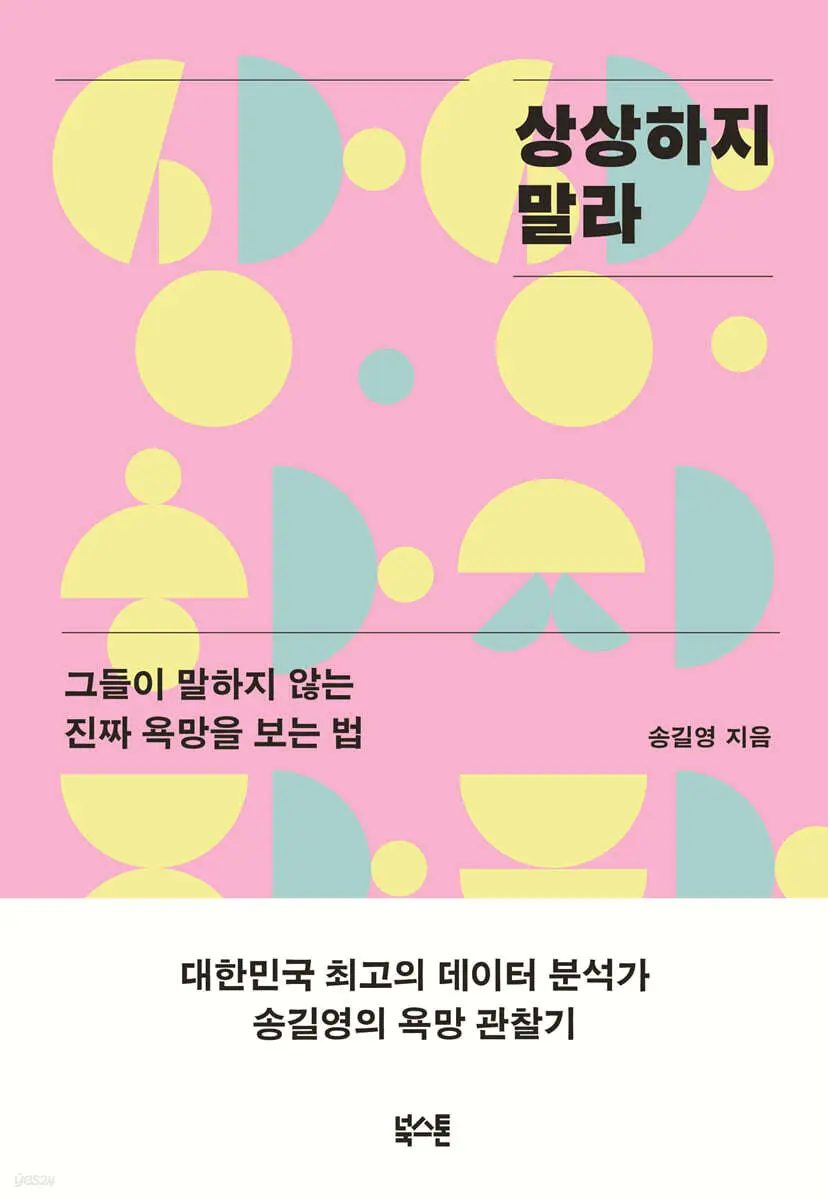 상상하지
말라
그들이 말하지 않는
진짜 욕망을 보는 법
송길영 지음
대한민국 최고의 데이터 분석가
송길영의 욕망 관찰기
북스톤
yes24